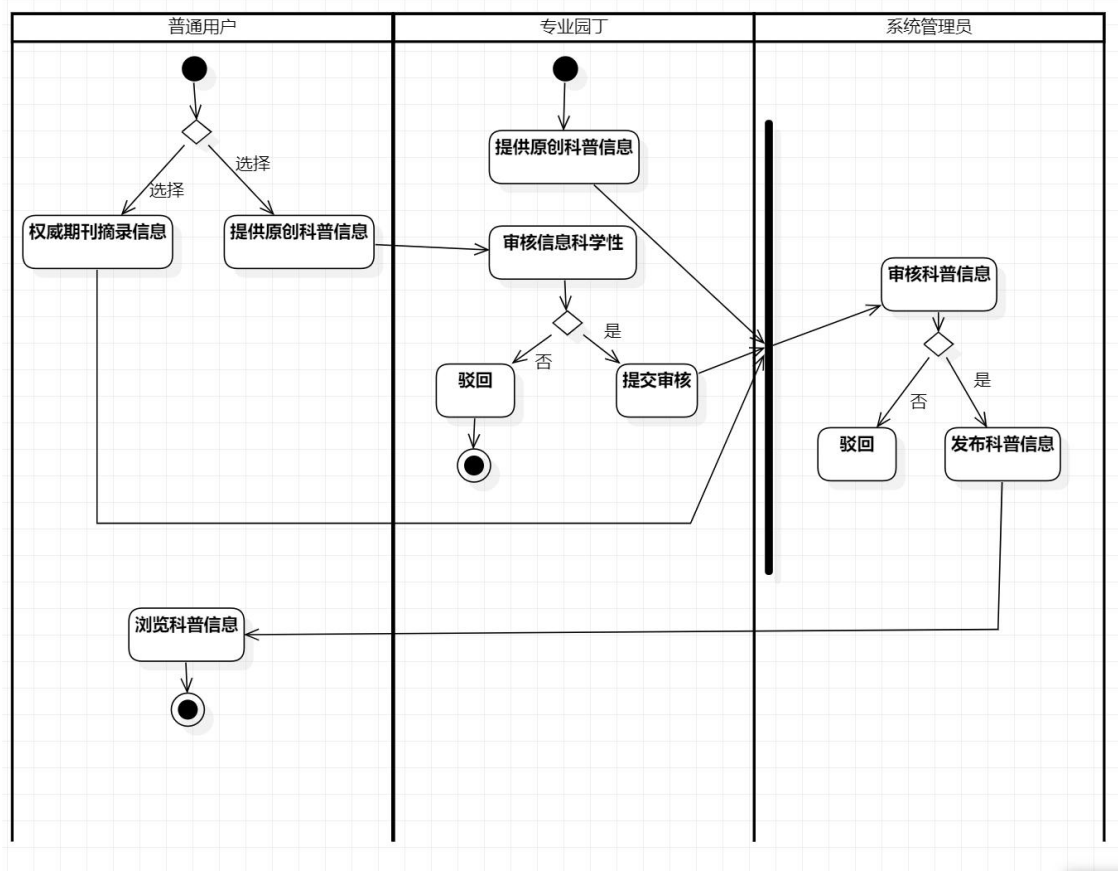 普通用户
专业园丁
系统管理员
提供原创科普信息
选择
选择
权威期刊摘录信息
提供原创科普信息
审核信息科学性
审核科普信息
是
否
驳回
提交审核
是
否
驳回
发布科普信息
浏览科普信息